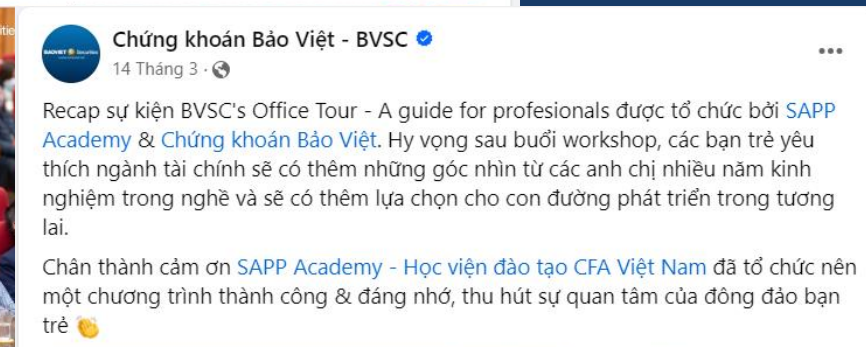 Chứng khoán Bảo Việt - BVSC
14 Tháng 3 ·
Recap sự kiện BVSC's Office Tour - A guide for profesionals được tổ chức bởi SAPP
Academy & Chứng khoán Bảo Việt. Hy vọng sau buổi workshop, các bạn trẻ yêu
thích ngành tài chính sẽ có thêm những góc nhìn từ các anh chị nhiều năm kinh
nghiệm trong nghề và sẽ có thêm lựa chọn cho con đường phát triển trong tương
lai.
Chân thành cảm ơn SAPP Academy - Học viện đào tạo CFA Việt Nam đã tổ chức nên
một chương trình thành công & đáng nhớ, thu hút sự quan tâm của đông đảo bạn
trẻ 👏